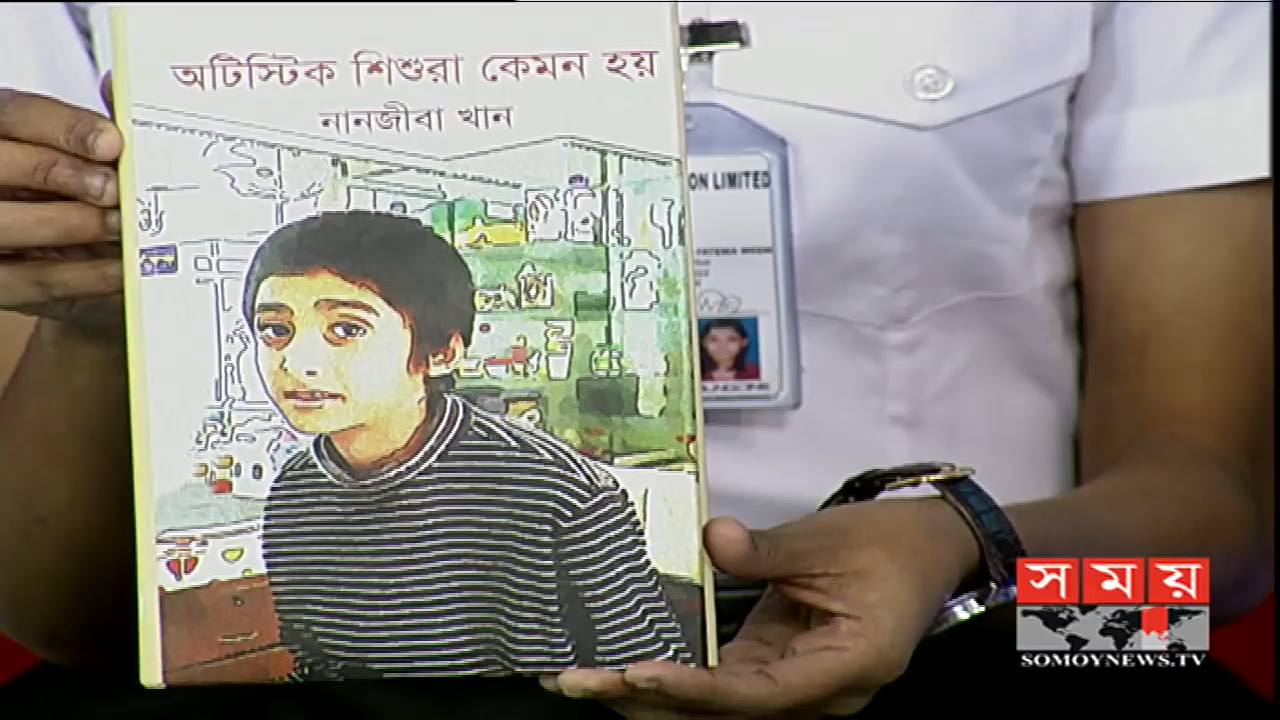 অটিস্টিক শিশুরা কেমন হয়
নানজীবা খান
ON LIMITED
সময়
SOMOYNEWS.TV